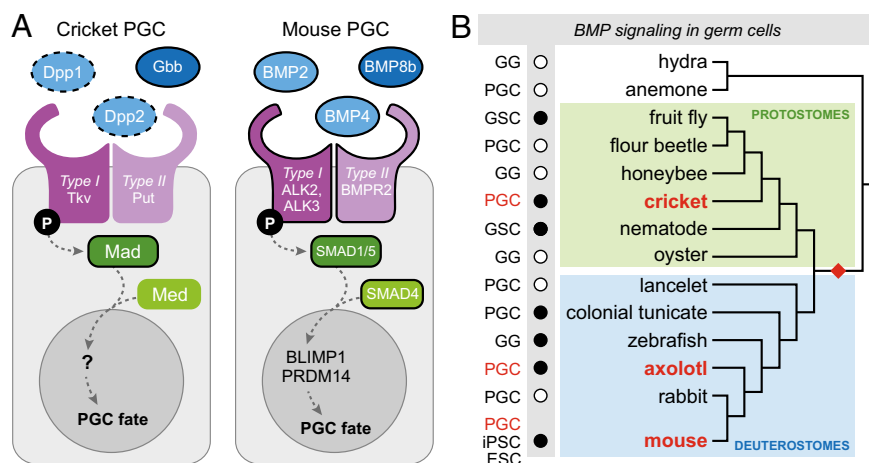 A
Cricket PGC
Dpp1
Gbb
Dpp2
Type I
Tkv
Type II
Put
P
Mad
Med
?
PGC fate
Mouse PGC
BMP2
BMP8b
BMP4
Type I
ALK2,
ALK3
Type II
BMPR2
P
SMAD1/5
SMAD4
BLIMP1
PRDM14
PGC fate
B
BMP signaling in germ cells
GG hydra
PGC anemone
GSC fruit fly PROTOSTOMES
PGC flour beetle
GG honeybee
PGC cricket
GSC nematode
GG oyster
PGC lancelet
PGC colonial tunicate
GG zebrafish
PGC axolotl
PGC rabbit
PGC
iPSC mouse DEUTEROSTOMES
ESC